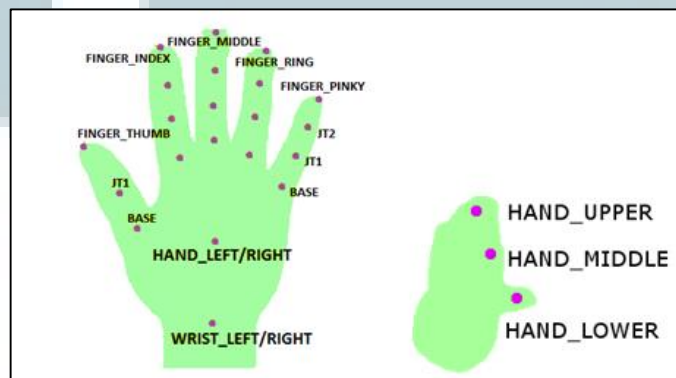 FINGER_MIDDLE
FINGER_INDEX
FINGER_RING
FINGER_PINKY
FINGER_THUMB
JT2
JT1
JT1
BASE
BASE
HAND_LEFT/RIGHT
WRIST_LEFT/RIGHT
HAND_UPPER
HAND_MIDDLE
HAND_LOWER